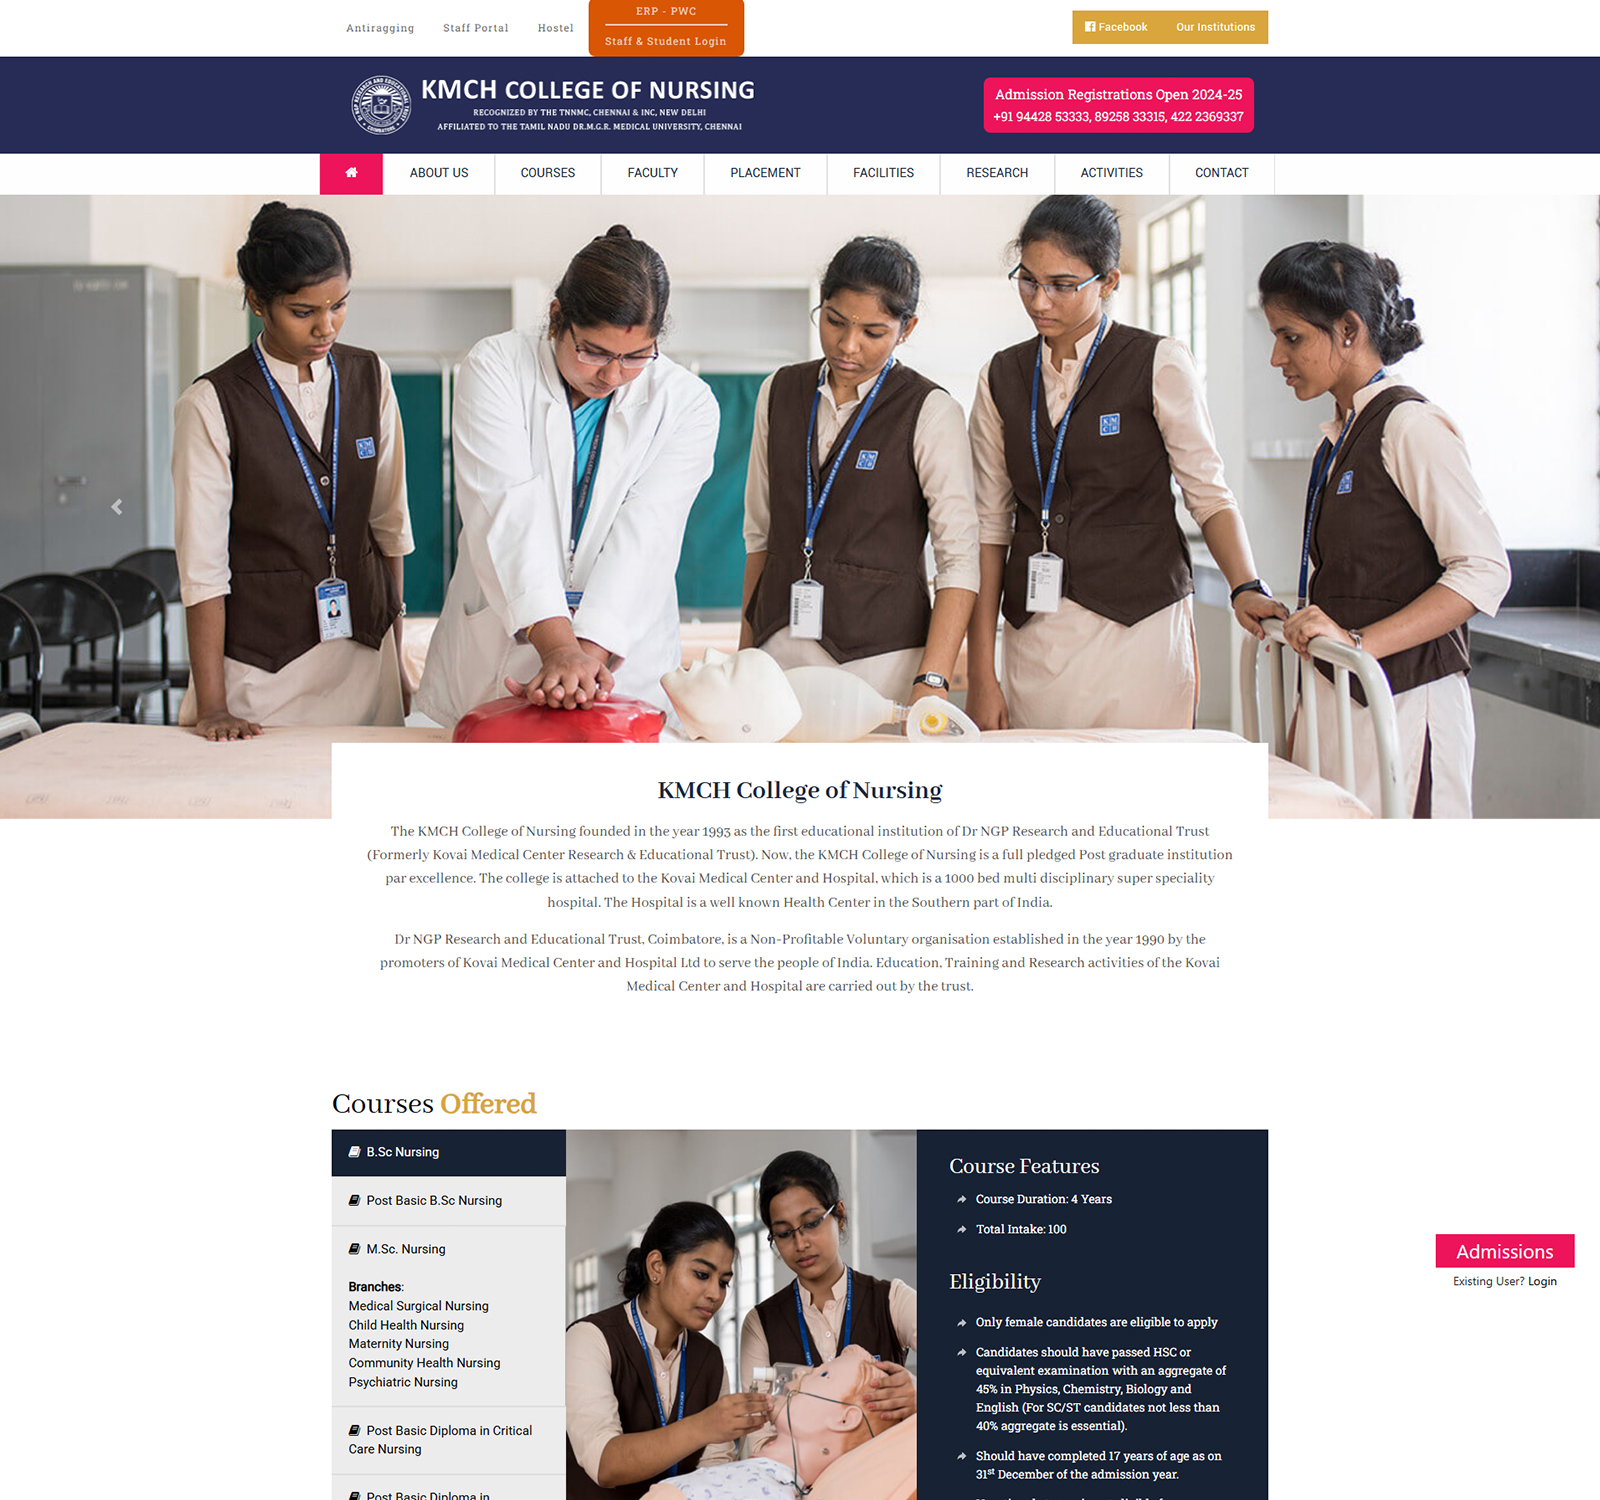 Antiragging
Staff Portal
Hostel
ERP - PWC
Staff & Student Login
Facebook
Our Institutions
KMCH COLLEGE OF NURSING
RECOGNIZED BY THE TNNMC, CHENNAI & INC, NEW DELHI
AFFILIATED TO THE TAMIL NADU DR.M.G.R. MEDICAL UNIVERSITY, CHENNAI
Admission Registrations Open 2024-25
+91 94428 53333, 89258 33315, 422 2369337
ABOUT US
COURSES
FACULTY
PLACEMENT
FACILITIES
RESEARCH
ACTIVITIES
CONTACT
KMCH College of Nursing
The KMCH College of Nursing founded in the year 1993 as the first educational institution of Dr NGP Research and Educational Trust
(Formerly Kovai Medical Center Research & Educational Trust). Now, the KMCH College of Nursing is a full pledged Post graduate institution
par excellence. The college is attached to the Kovai Medical Center and Hospital, which is a 1000 bed multi disciplinary super speciality
hospital. The Hospital is a well known Health Center in the Southern part of India.
Dr NGP Research and Educational Trust, Coimbatore, is a Non-Profitable Voluntary organisation established in the year 1990 by the
promoters of Kovai Medical Center and Hospital Ltd to serve the people of India. Education, Training and Research activities of the Kovai
Medical Center and Hospital are carried out by the trust.
Courses Offered
B.Sc Nursing
Post Basic B.Sc Nursing
M.Sc. Nursing
Branches:
Medical Surgical Nursing
Child Health Nursing
Maternity Nursing
Community Health Nursing
Psychiatric Nursing
Post Basic Diploma in Critical
Care Nursing
Post Basic Diploma in
Course Features
Course Duration: 4 Years
Total Intake: 100
Eligibility
Only female candidates are eligible to apply
Candidates should have passed HSC or
equivalent examination with an aggregate of
45% in Physics, Chemistry, Biology and
English (For SC/ST candidates not less than
40% aggregate is essential).
Should have completed 17 years of age as on
31st December of the admission year.
Admissions
Existing User? Login